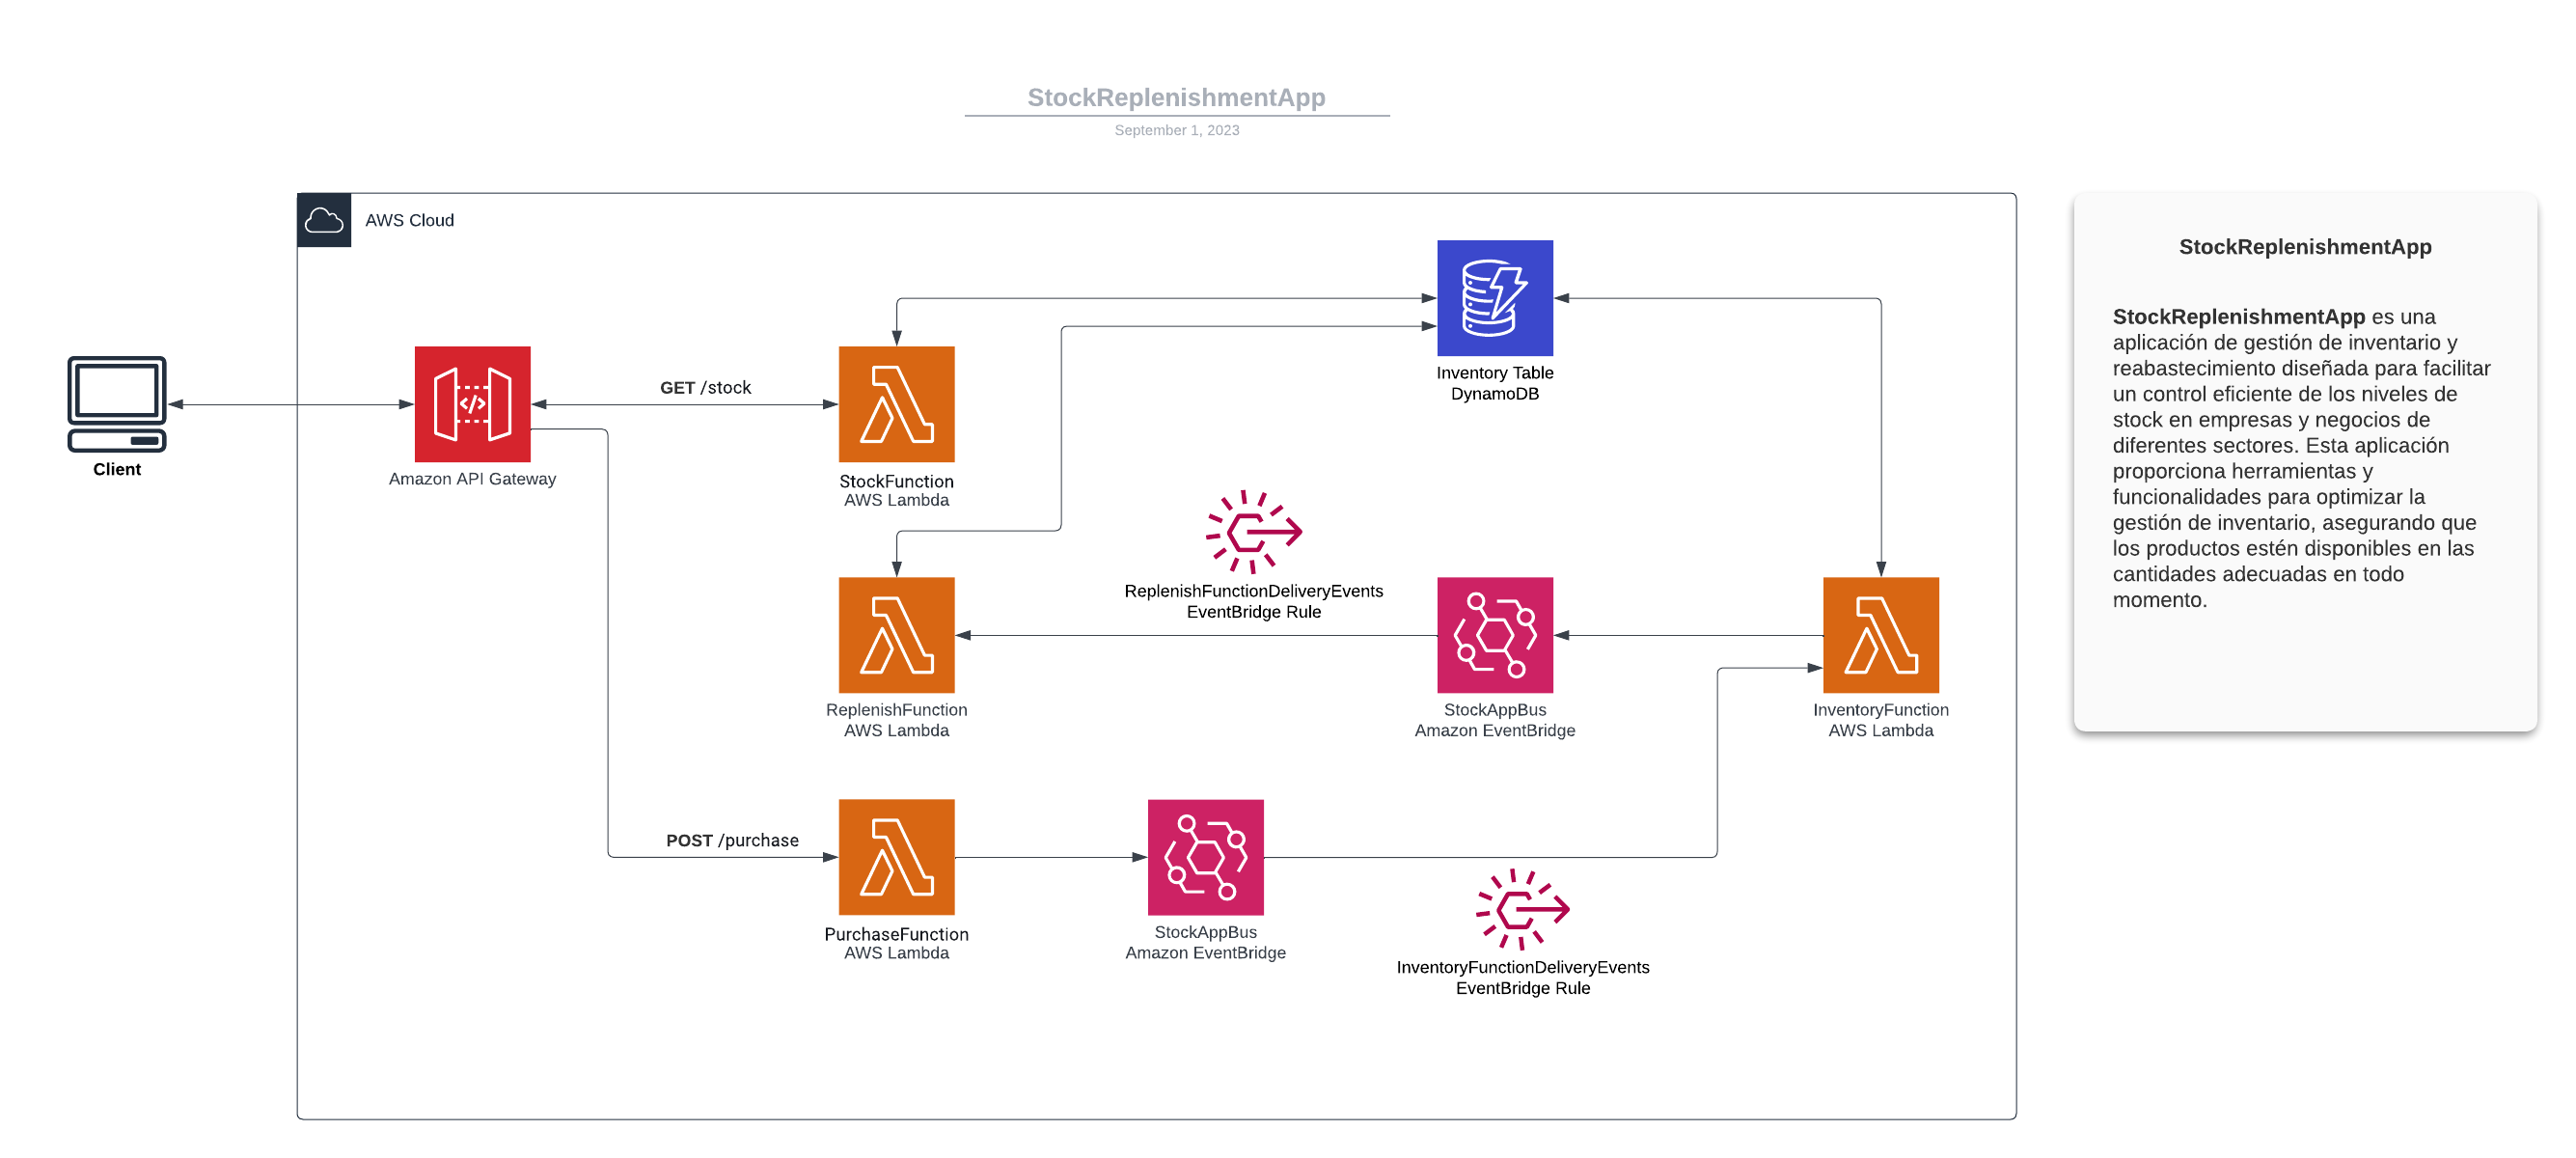 StockReplenishmentApp
September 1, 2023
AWS Cloud
Client
Amazon API Gateway
GET /stock
StockFunction
AWS Lambda
Inventory Table
DynamoDB
ReplenishFunctionDeliveryEvents
EventBridge Rule
ReplenishFunction
AWS Lambda
StockAppBus
Amazon EventBridge
InventoryFunction
AWS Lambda
POST /purchase
PurchaseFunction
AWS Lambda
StockAppBus
Amazon EventBridge
InventoryFunctionDeliveryEvents
EventBridge Rule
StockReplenishmentApp
StockReplenishmentApp es una
aplicación de gestión de inventario y
reabastecimiento diseñada para facilitar
un control eficiente de los niveles de
stock en empresas y negocios de
diferentes sectores. Esta aplicación
proporciona herramientas y
funcionalidades para optimizar la
gestión de inventario, asegurando que
los productos estén disponibles en las
cantidades adecuadas en todo
momento.